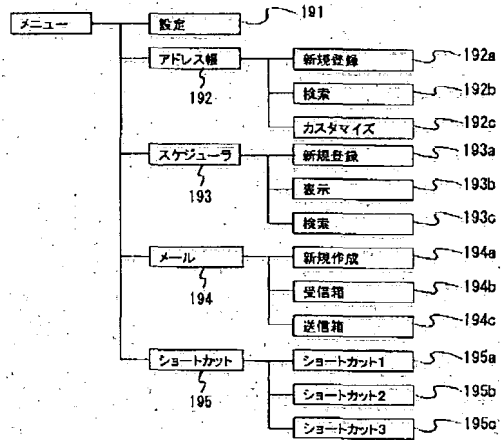 メニュー
設定
191
アドレス帳
192
新規登録
192a
検索
192b
カスタマイズ
192c
スケジューラ
193
新規登録
193a
表示
193b
検索
193c
メール
194
新規作成
194a
受信箱
194b
送信箱
194c
ショートカット
195
ショートカット1
195a
ショートカット2
195b
ショートカット3
195c